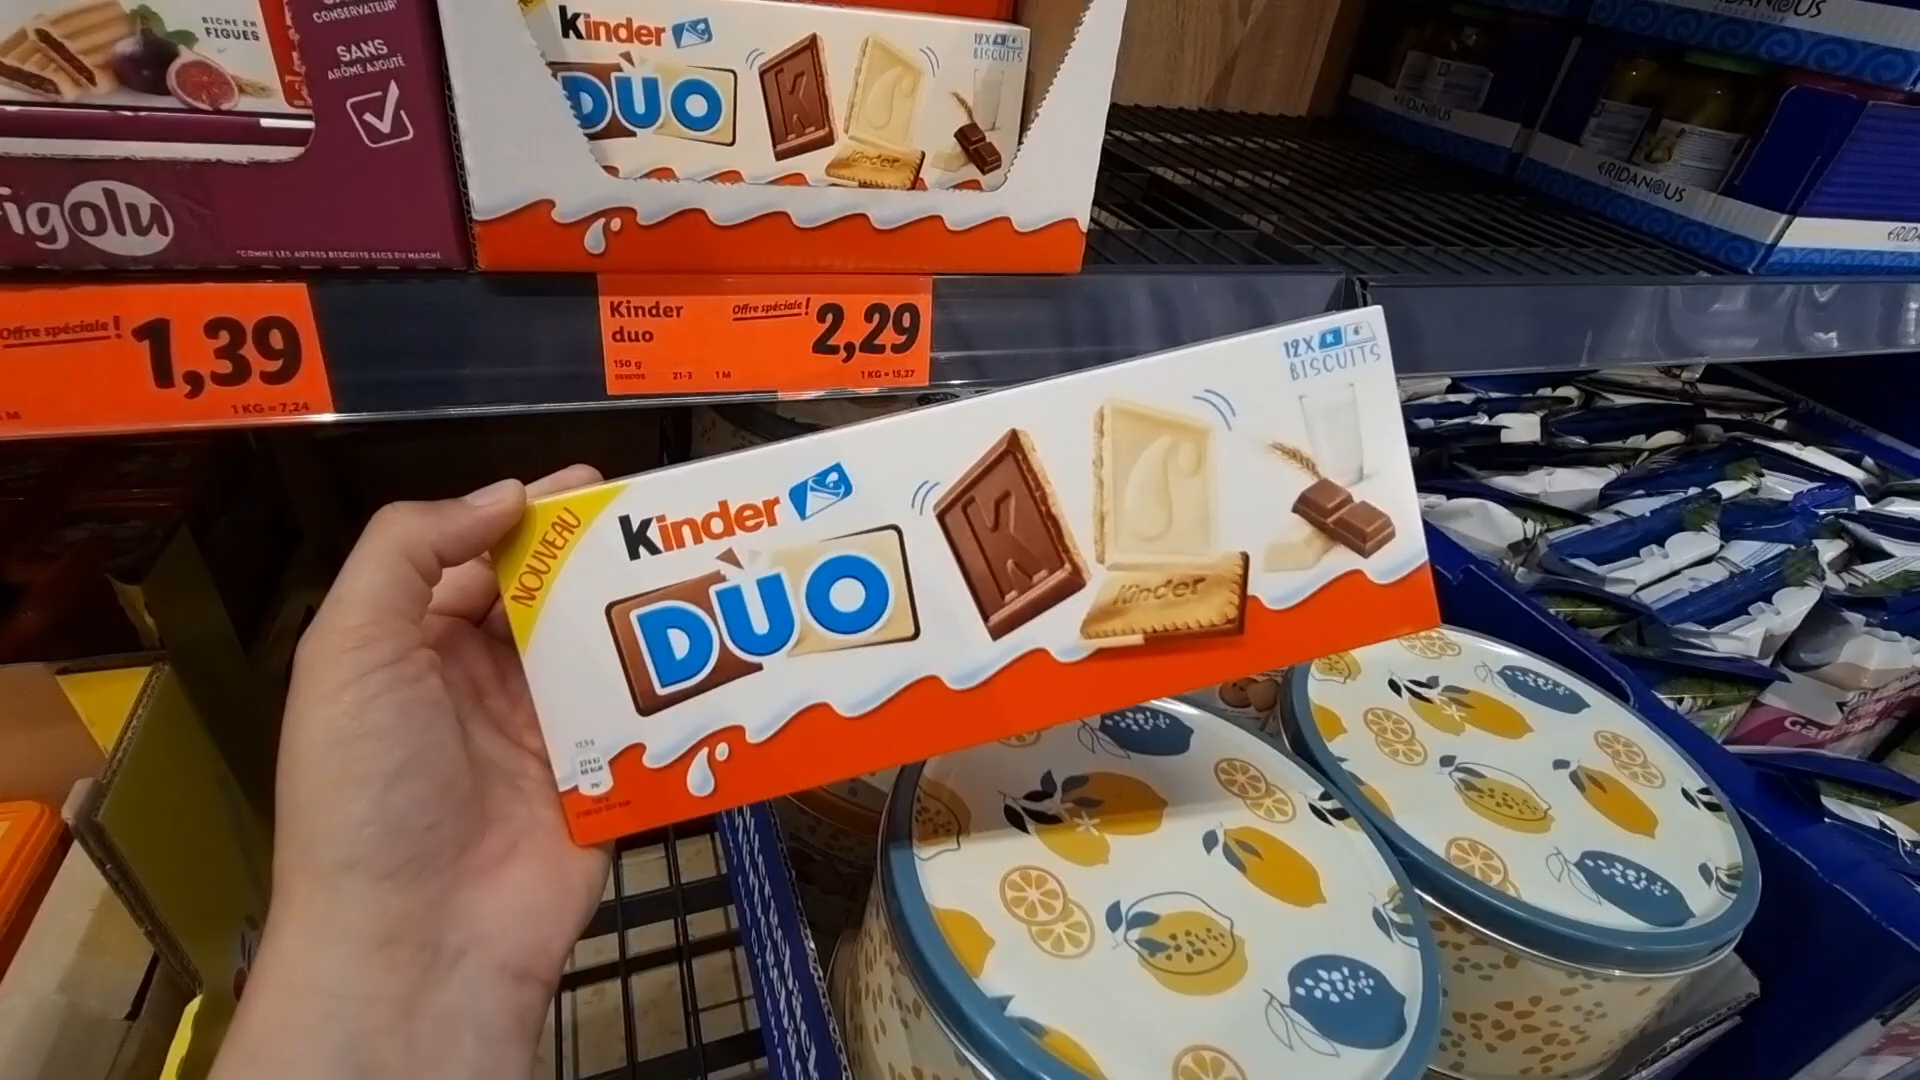 CONSERVATEUR*
RICHE EN
FIGUES
SANS
ARÔME AJOUTÉ
figolu
*COMME LES AUTRES BISCUITS SECS DU MARCHÉ
Kinder
DUO
12X
BISCUITS
Kinder
ERIDANOUS
ERIDANOUS
Offre spéciale !
1,39
1 KG = 7,24
Kinder
duo
Offre spéciale !
2,29
150 g
21-3
1 M
1 KG = 15,27
NOUVEAU
Kinder
DUO
12X
BISCUITS
K
Kinder
12,5 g